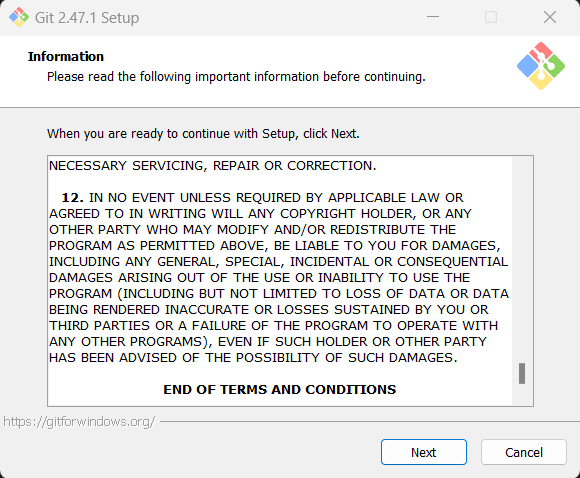 Git 2.47.1 Setup
Information
Please read the following important information before continuing.
When you are ready to continue with Setup, click Next.
NECESSARY SERVICING, REPAIR OR CORRECTION.
12. IN NO EVENT UNLESS REQUIRED BY APPLICABLE LAW OR
AGREED TO IN WRITING WILL ANY COPYRIGHT HOLDER, OR ANY
OTHER PARTY WHO MAY MODIFY AND/OR REDISTRIBUTE THE
PROGRAM AS PERMITTED ABOVE, BE LIABLE TO YOU FOR DAMAGES,
INCLUDING ANY GENERAL, SPECIAL, INCIDENTAL OR CONSEQUENTIAL
DAMAGES ARISING OUT OF THE USE OR INABILITY TO USE THE
PROGRAM (INCLUDING BUT NOT LIMITED TO LOSS OF DATA OR DATA
BEING RENDERED INACCURATE OR LOSSES SUSTAINED BY YOU OR
THIRD PARTIES OR A FAILURE OF THE PROGRAM TO OPERATE WITH
ANY OTHER PROGRAMS), EVEN IF SUCH HOLDER OR OTHER PARTY
HAS BEEN ADVISED OF THE POSSIBILITY OF SUCH DAMAGES.
END OF TERMS AND CONDITIONS
https://gitforwindows.org/
Next
Cancel